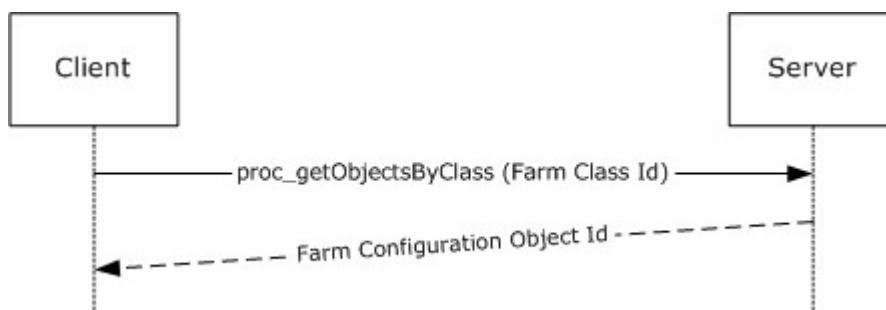 Client
Server
proc_getObjectsByClass (Farm Class Id)
Farm Configuration Object Id